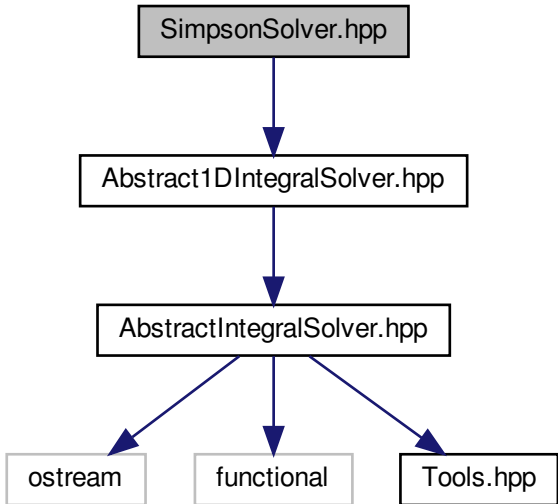 SimpsonSolver.hpp
Abstract1DIntegralSolver.hpp
AbstractIntegralSolver.hpp
ostream
functional
Tools.hpp